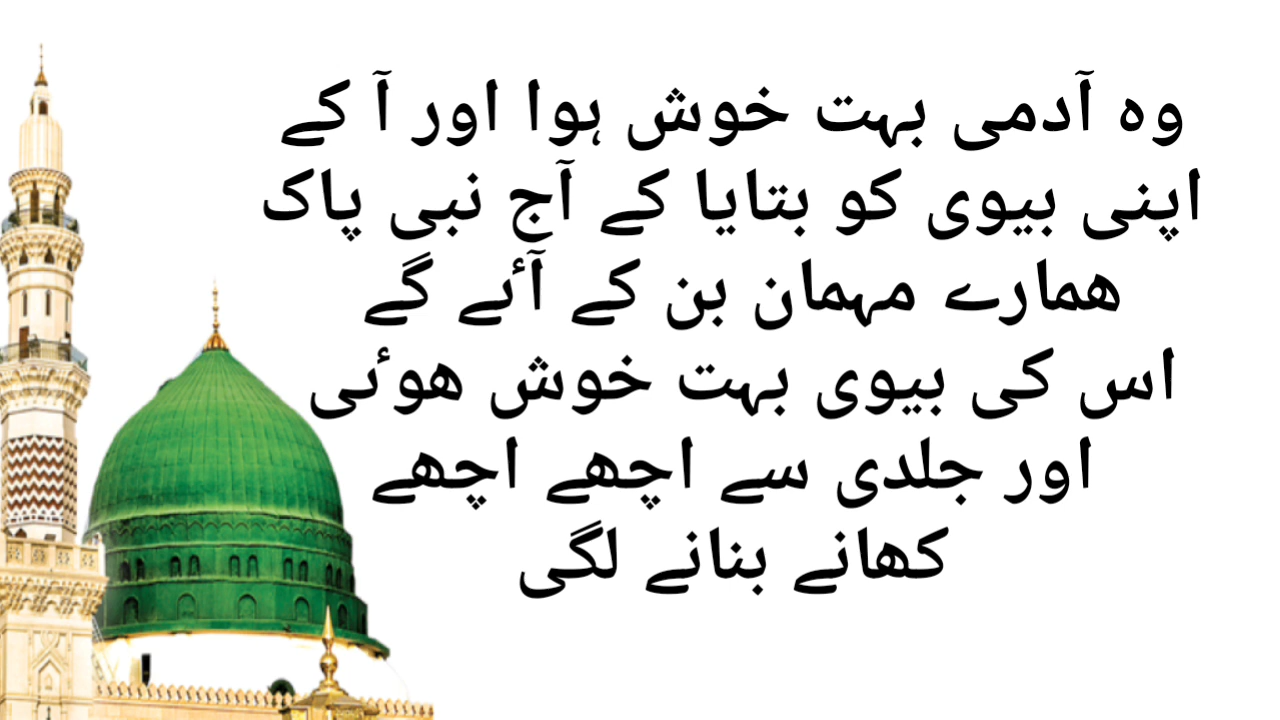 وہ آدمی بہت خوش ہوا اور آ کے
اپنی بیوی کو بتایا کے آج نبی پاک
ھمارے مہمان بن کے آئے گے
اس کی بیوی بہت خوش ھوئی
اور جلدی سے اچھے اچھے
کھانے بنانے لگی